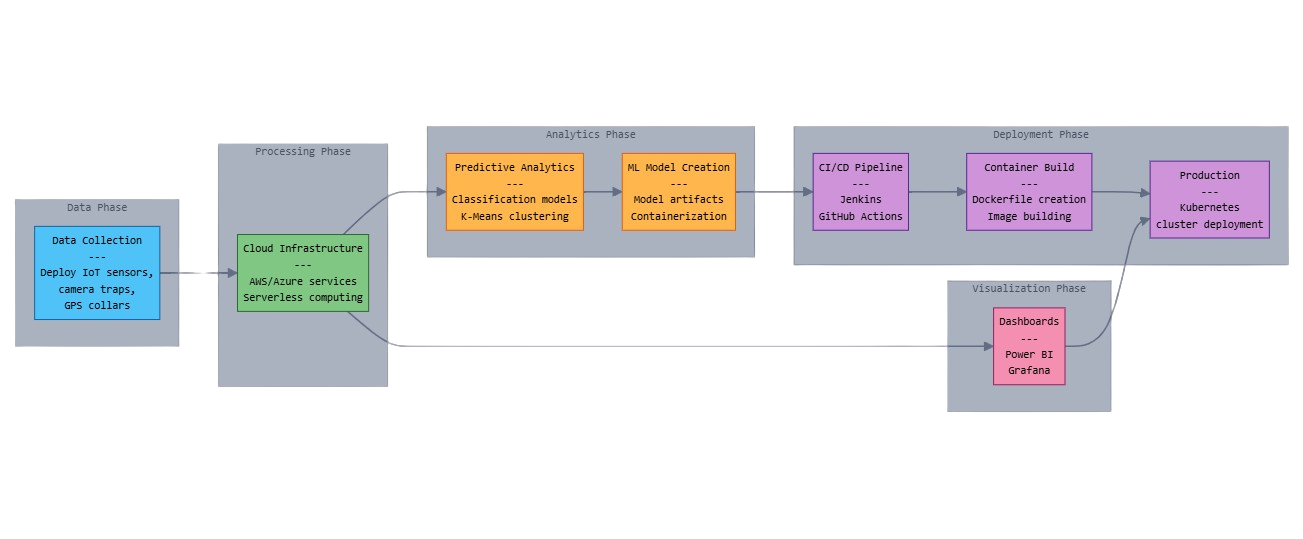 Data Phase
Data Collection
---
Deploy IoT sensors,
camera traps,
GPS collars
Processing Phase
Cloud Infrastructure
---
AWS/Azure services
Serverless computing
Analytics Phase
Predictive Analytics
---
Classification models
K-Means clustering
ML Model Creation
---
Model artifacts
Containerization
Deployment Phase
CI/CD Pipeline
---
Jenkins
GitHub Actions
Container Build
---
Dockerfile creation
Image building
Production
---
Kubernetes
cluster deployment
Visualization Phase
Dashboards
---
Power BI
Grafana